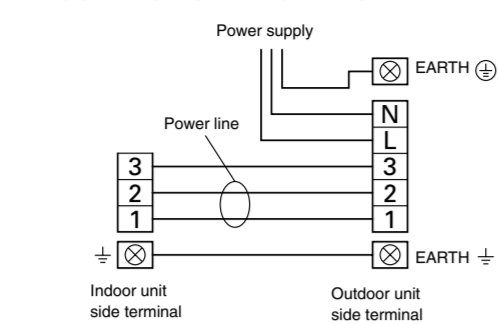 Power supply
EARTH
N
Power line
L
3 3
2 2
1 1
EARTH
Indoor unit
side terminal
Outdoor unit
side terminal